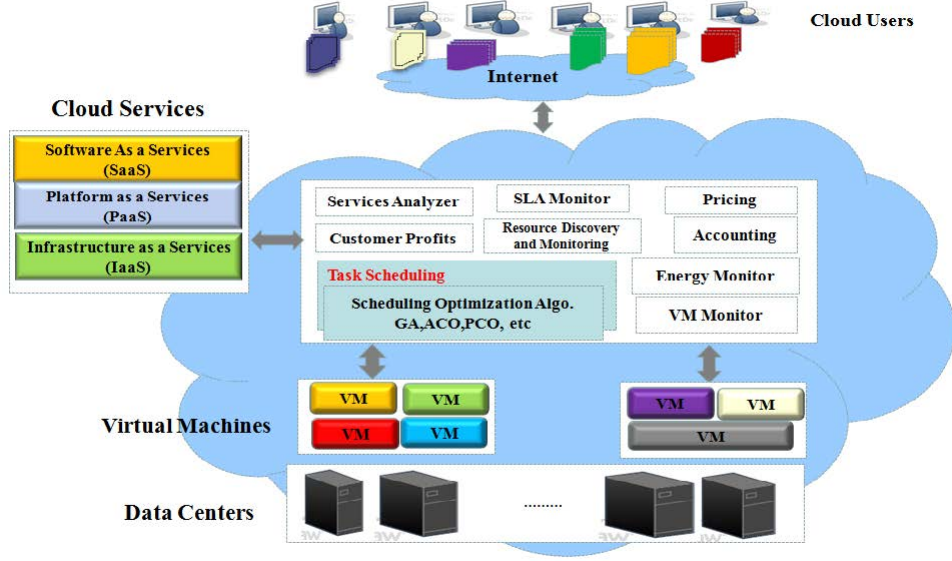 Cloud Users
Internet
Cloud Services
Software As a Services
(SaaS)
Platform as a Services
(PaaS)
Infrastructure as a Services
(IaaS)
Services Analyzer
SLA Monitor
Pricing
Customer Profits
Resource Discovery
and Monitoring
Accounting
Task Scheduling
Energy Monitor
Scheduling Optimization Algo.
GA,ACO,PCO, etc
VM Monitor
Virtual Machines
VM
VM
VM
VM
VM
VM
VM
Data Centers
.........